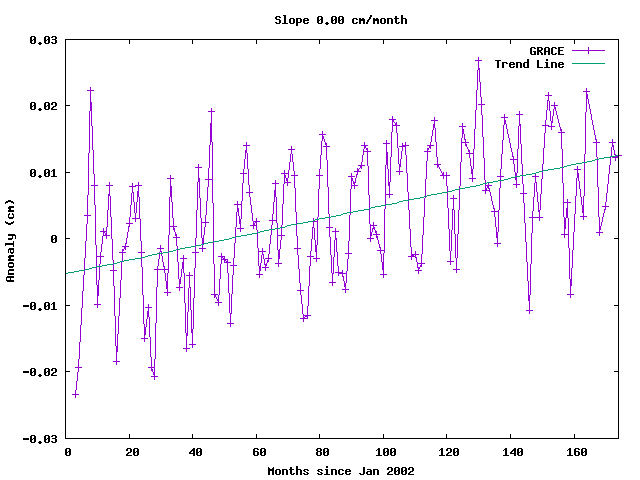 Slope 0.00 cm/month
0.03
GRACE
Trend Line
0.02
0.01
0
-0.01
-0.02
-0.03
Anomaly (cm)
0 20 40 60 80 100 120 140 160
Months since Jan 2002